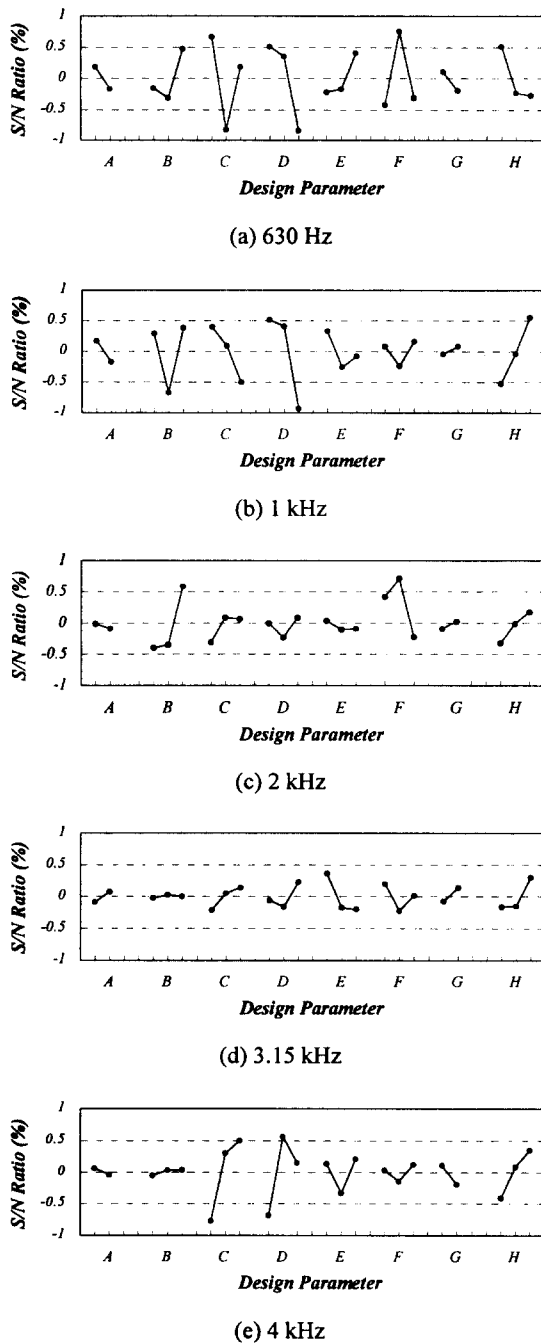 S/N Ratio (%)
1
0.5
0
-0.5
-1
A B C D E F G H
Design Parameter
(a) 630 Hz
S/N Ratio (%)
1
0.5
0
-0.5
-1
A B C D E F G H
Design Parameter
(b) 1 kHz
S/N Ratio (%)
1
0.5
0
-0.5
-1
A B C D E F G H
Design Parameter
(c) 2 kHz
S/N Ratio (%)
1
0.5
0
-0.5
-1
A B C D E F G H
Design Parameter
(d) 3.15 kHz
S/N Ratio (%)
1
0.5
0
-0.5
-1
A B C D E F G H
Design Parameter
(e) 4 kHz